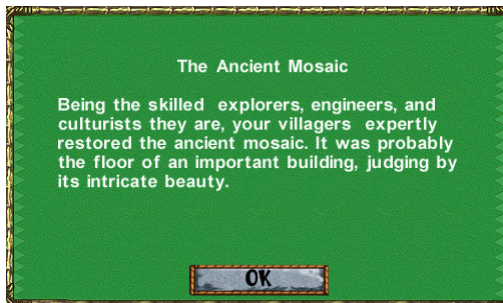 The Ancient Mosaic
Being the skilled explorers, engineers, and
culturists they are, your villagers expertly
restored the ancient mosaic. It was probably
the floor of an important building, judging by
its intricate beauty.
OK